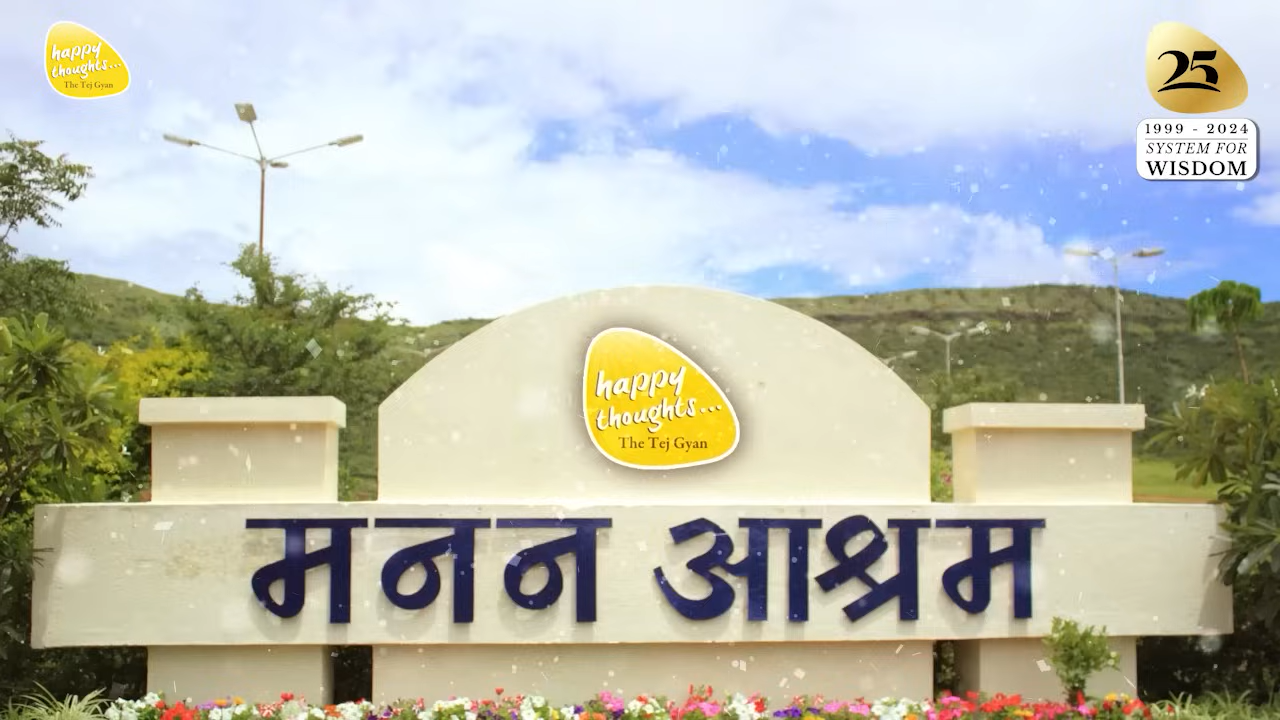 happy
thoughts...
The Tej Gyan
25
1999 - 2024
SYSTEM FOR
WISDOM
happy
thoughts...
The Tej Gyan
मनन आश्रम